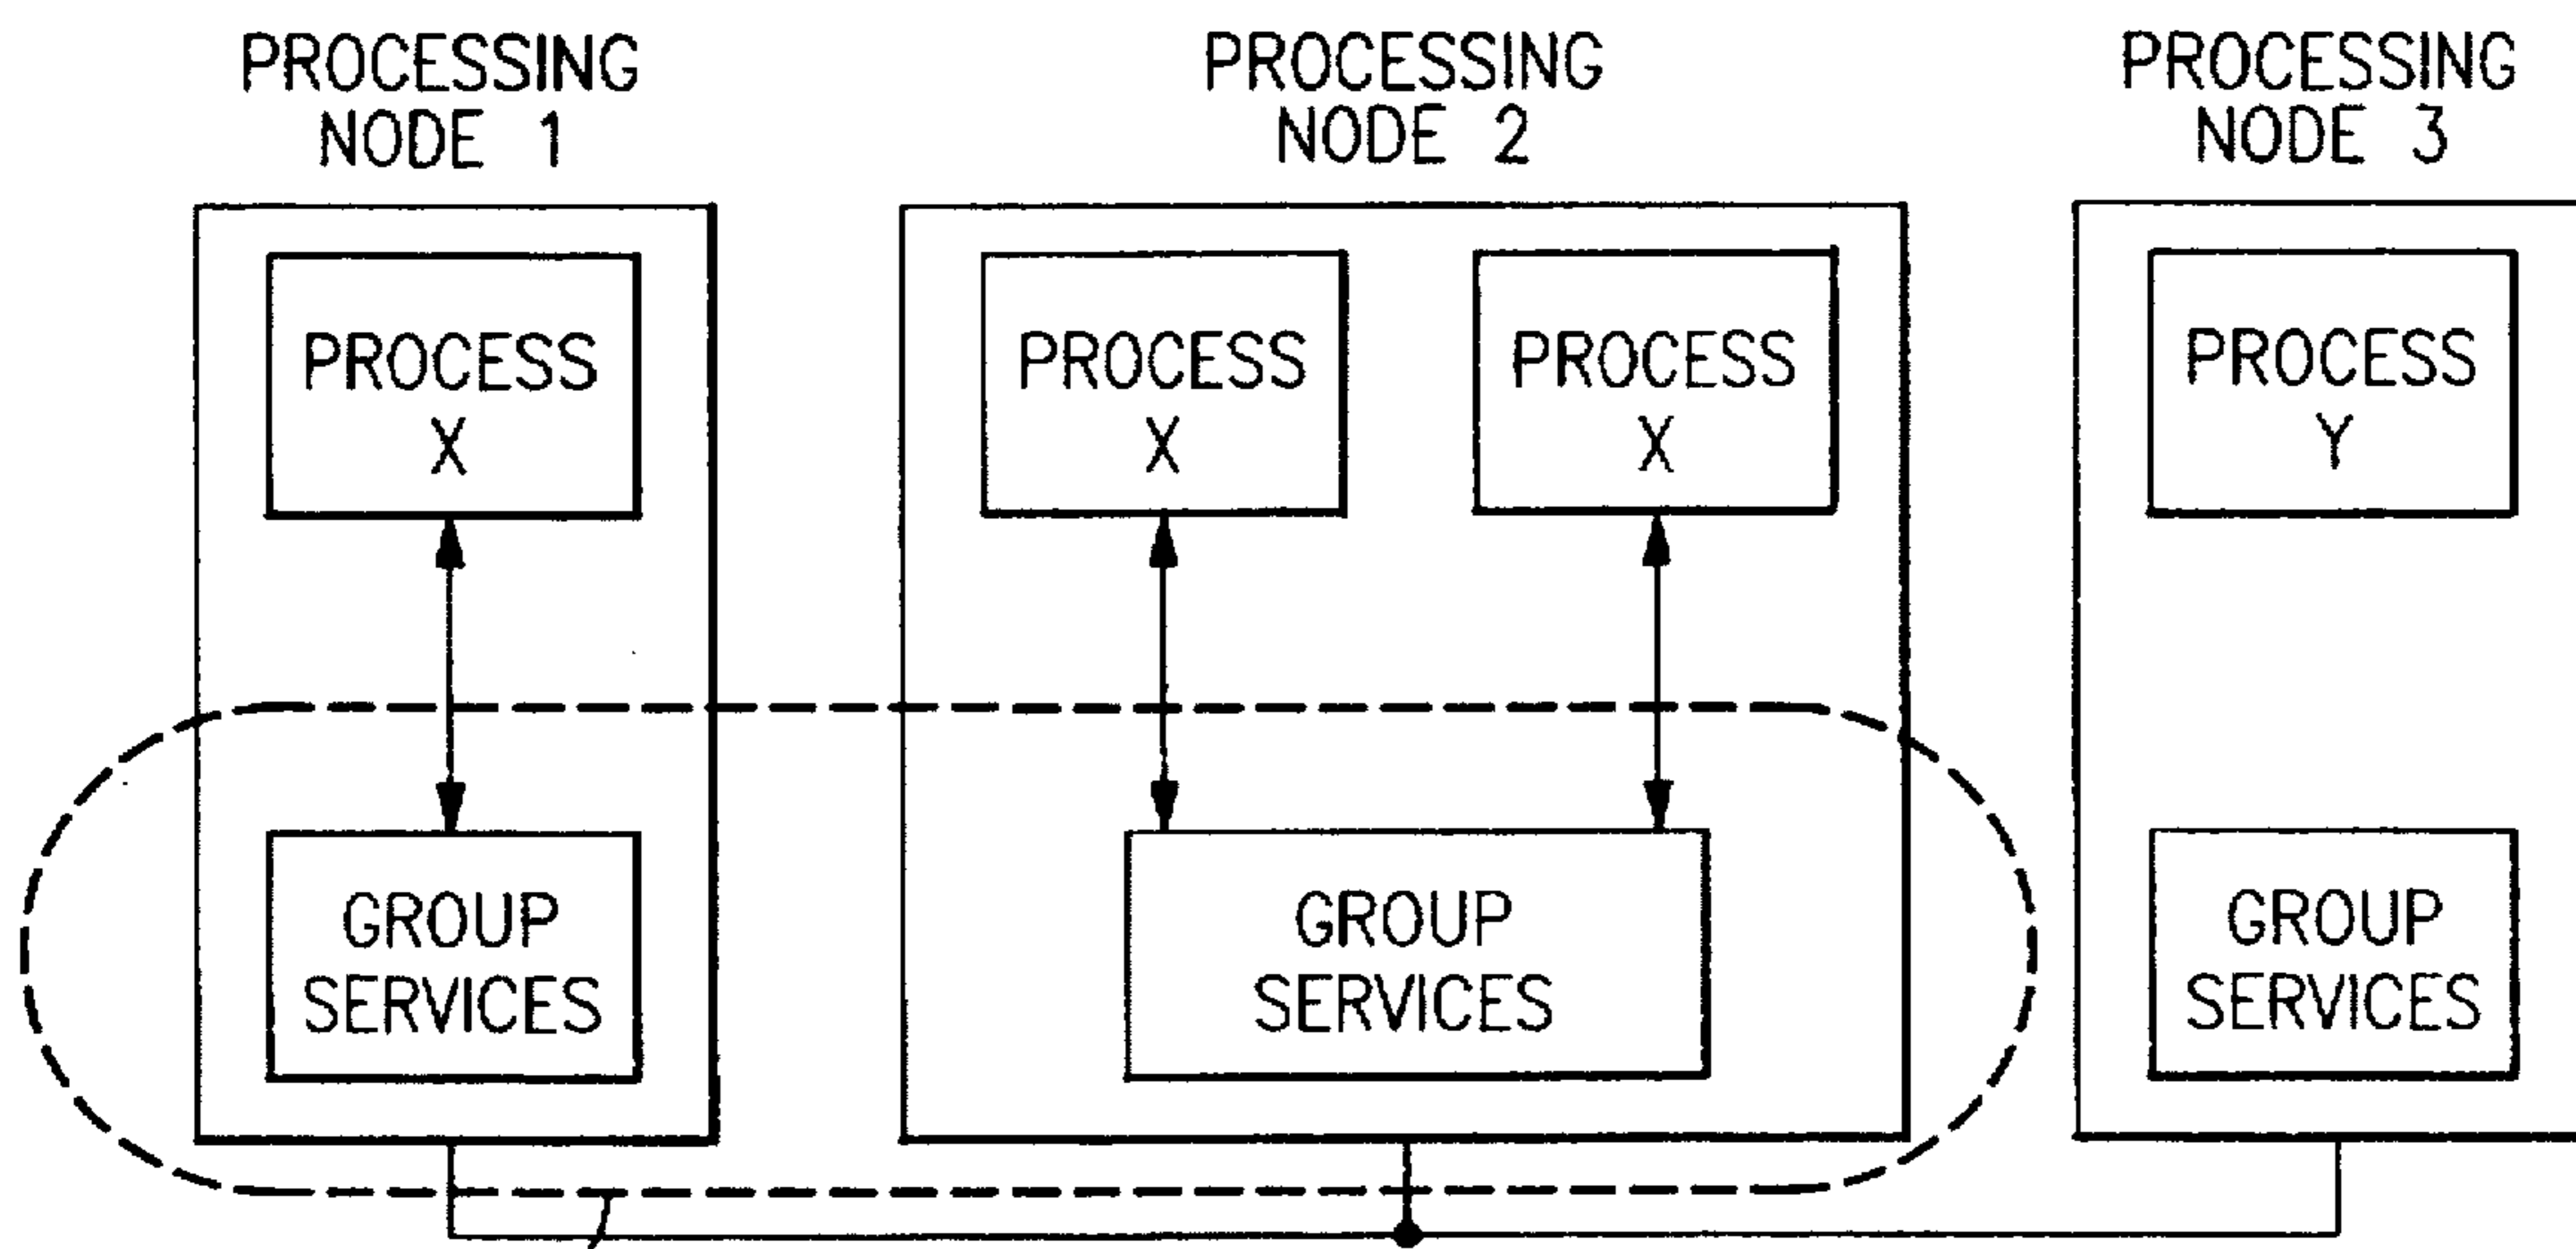 PROCESSING
NODE 1
PROCESSING
NODE 2
PROCESSING
NODE 3
PROCESS
X
PROCESS
X
PROCESS
X
PROCESS
Y
GROUP
SERVICES
GROUP
SERVICES
GROUP
SERVICES